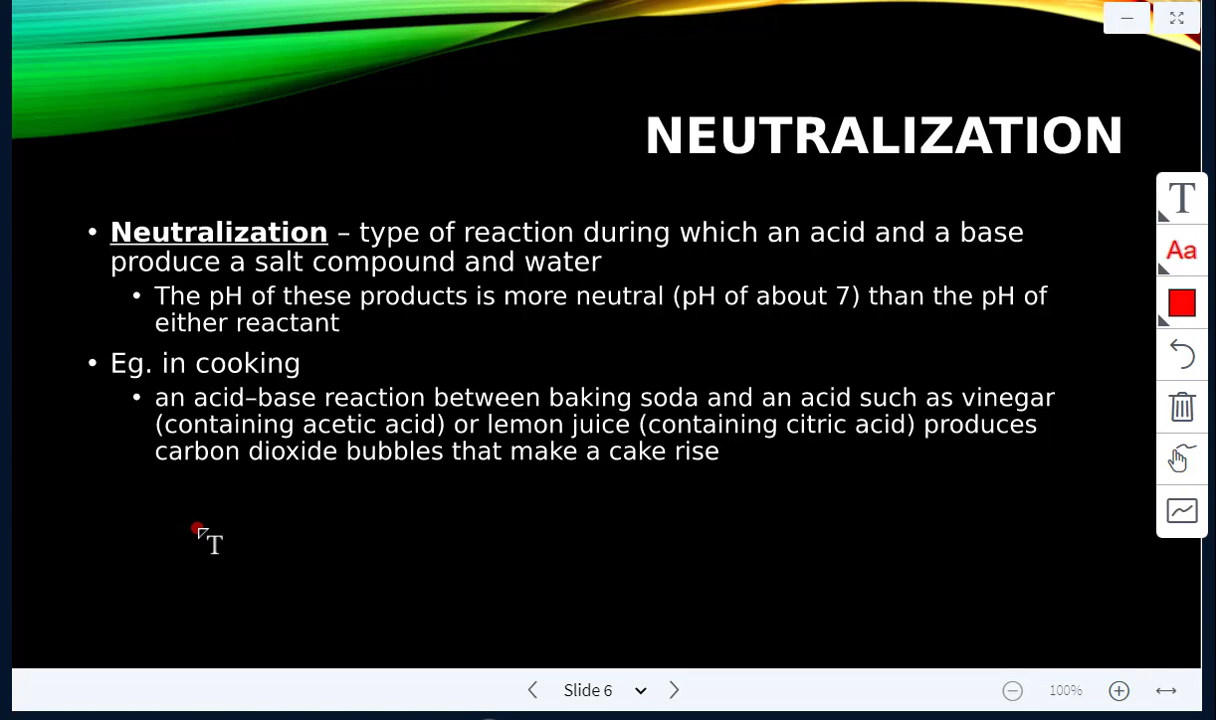 NEUTRALIZATION
• Neutralization – type of reaction during which an acid and a base
produce a salt compound and water
• The pH of these products is more neutral (pH of about 7) than the pH of
either reactant
• Eg. in cooking
• an acid–base reaction between baking soda and an acid such as vinegar
(containing acetic acid) or lemon juice (containing citric acid) produces
carbon dioxide bubbles that make a cake rise
T
T
Aa
Slide 6
100%